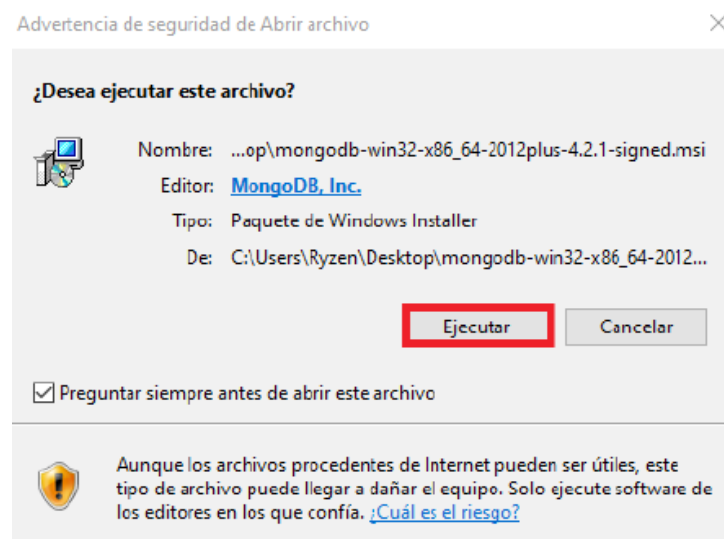 Advertencia de seguridad de Abrir archivo
¿Desea ejecutar este archivo?
Nombre: ...op\mongodb-win32-x86_64-2012plus-4.2.1-signed.msi
Editor: MongoDB, Inc.
Tipo: Paquete de Windows Installer
De: C:\Users\Ryzen\Desktop\mongodb-win32-x86_64-2012...
Ejecutar Cancelar
Preguntar siempre antes de abrir este archivo
Aunque los archivos procedentes de Internet pueden ser útiles, este
tipo de archivo puede llegar a dañar el equipo. Solo ejecute software de
los editores en los que confía. ¿Cuál es el riesgo?